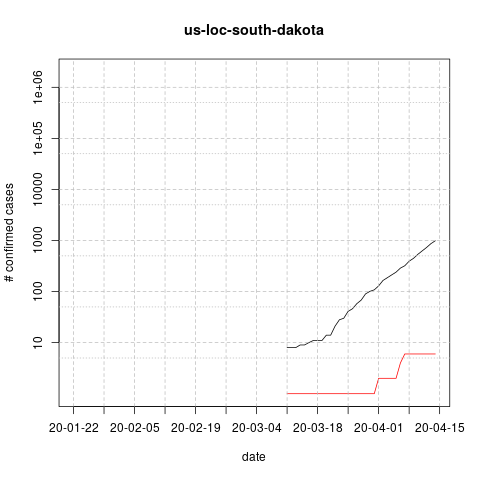 us-loc-south-dakota
# confirmed cases
1e+06
1e+05
10000
1000
100
10
20-01-22 20-02-05 20-02-19 20-03-04 20-03-18 20-04-01 20-04-15
date